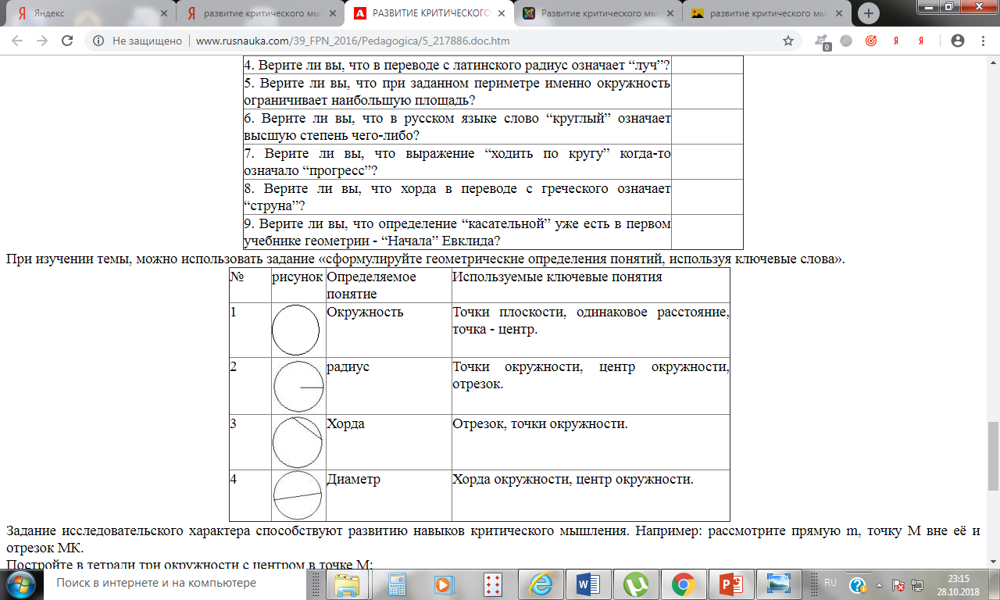 Яндекс
развитие критического мы
РАЗВИТИЕ КРИТИЧЕСКОГО
Развитие критического мы
развитие критического мы
Не защищено
www.rusnauka.com/39_FPN_2016/Pedagogica/5_217886.doc.htm
0
4. Верите ли вы, что в переводе с латинского радиус означает “луч”?
5. Верите ли вы, что при заданном периметре именно окружность
ограничивает наибольшую площадь?
6. Верите ли вы, что в русском языке слово “круглый” означает
высшую степень чего-либо?
7. Верите ли вы, что выражение “ходить по кругу” когда-то
означало “прогресс”?
8. Верите ли вы, что хорда в переводе с греческого означает
“струна”?
9. Верите ли вы, что определение “касательной” уже есть в первом
учебнике геометрии - “Начала” Евклида?
При изучении темы, можно использовать задание «сформулируйте геометрические определения понятий, используя ключевые слова».
№ рисунок Определяемое Используемые ключевые понятия
понятие
1 Окружность Точки плоскости, одинаковое расстояние,
точка - центр.
2 радиус Точки окружности, центр окружности,
отрезок.
3 Хорда Отрезок, точки окружности.
4 Диаметр Хорда окружности, центр окружности.
Задание исследовательского характера способствуют развитию навыков критического мышления. Например: рассмотрите прямую m, точку М вне её и
отрезок МК.
Постройте в тетради три окружности с центром в точке М:
Поиск в интернете и на компьютере
RU
23:15
28.10.2018